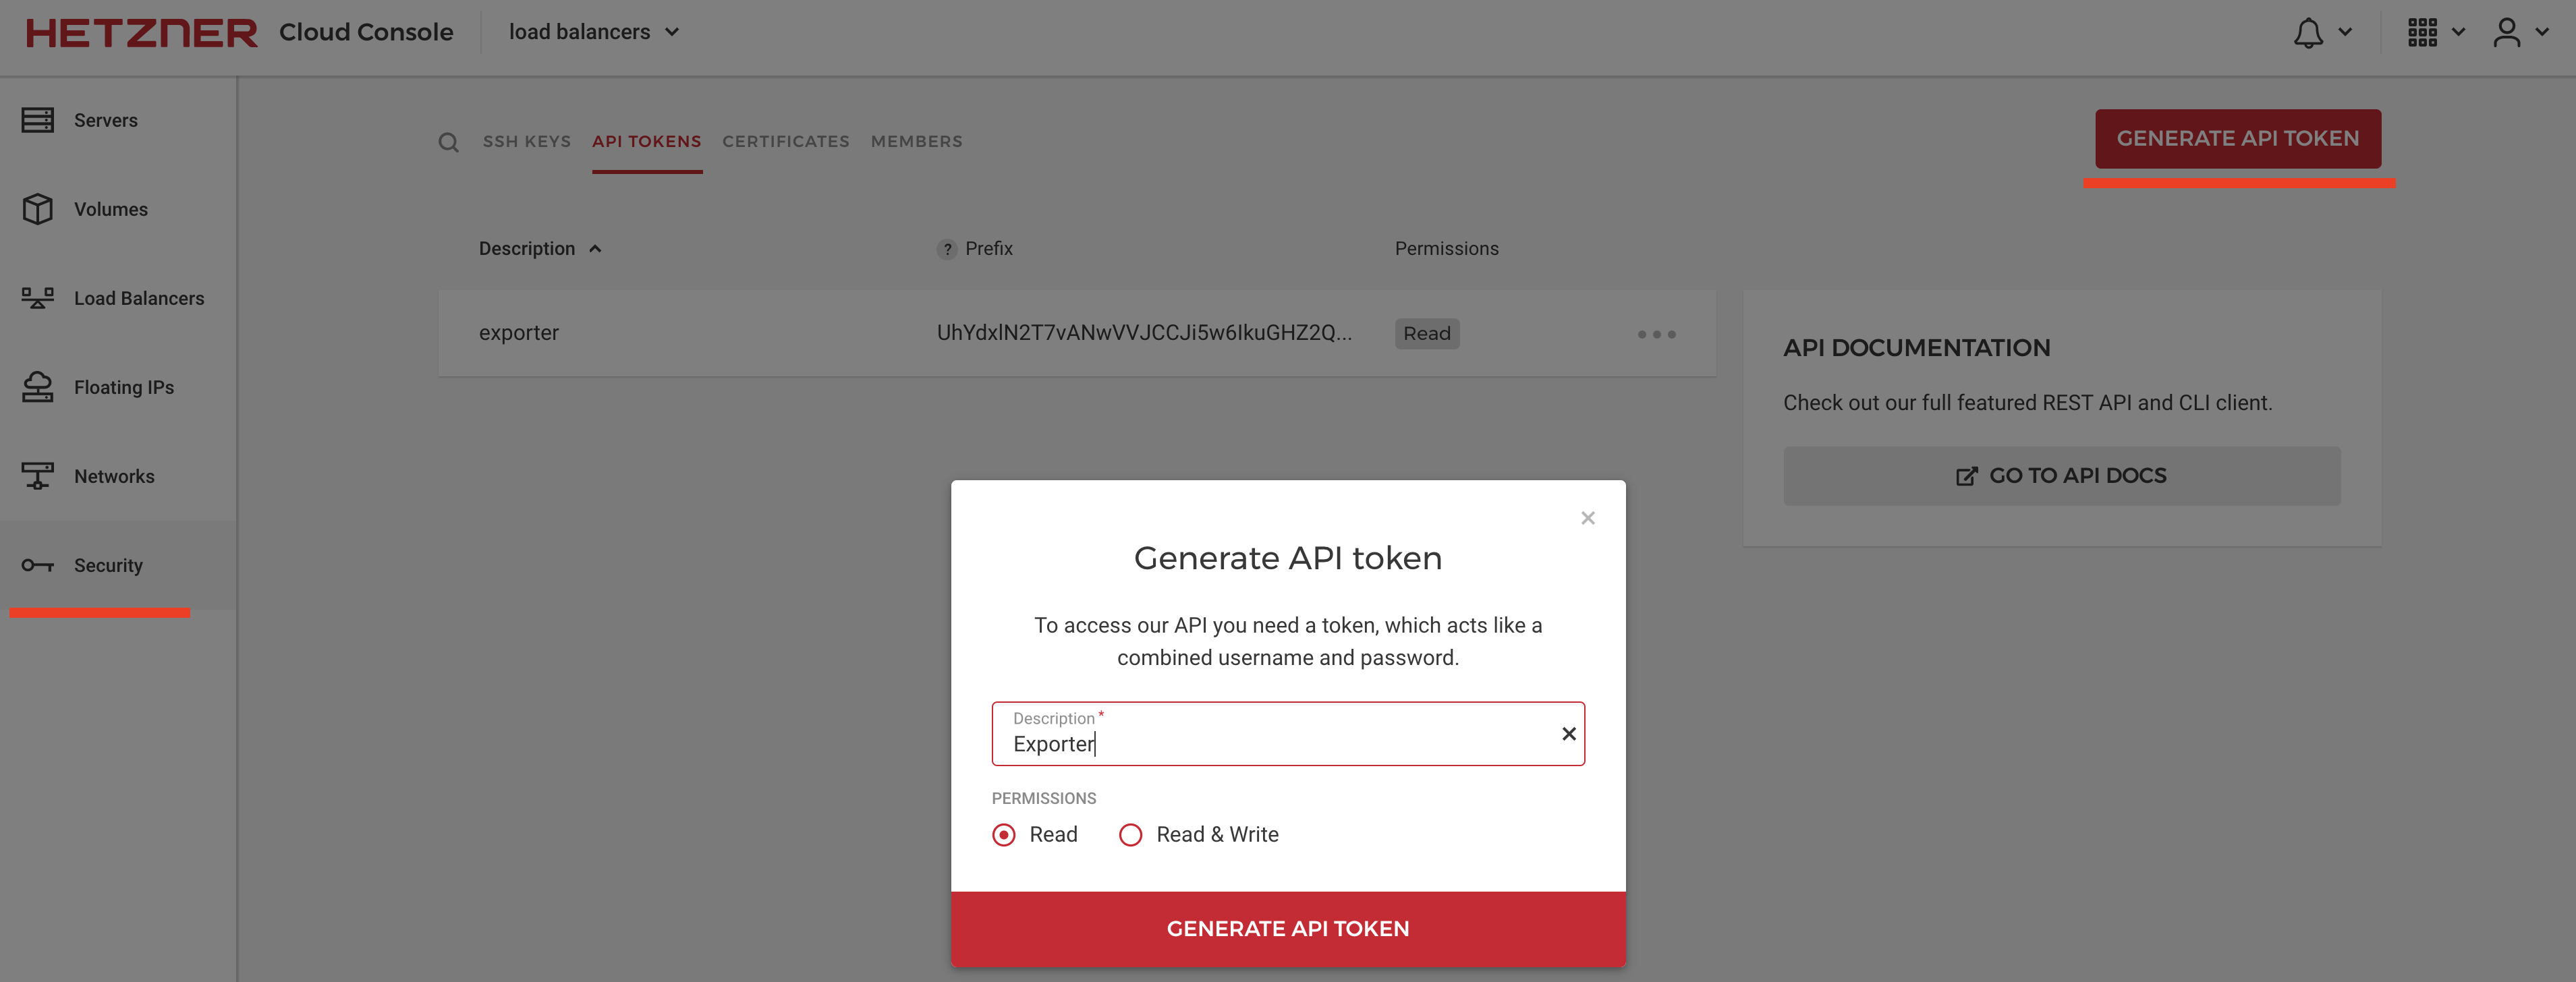 HETZNER Cloud Console load balancers
Servers
Volumes
Load Balancers
Floating IPs
Networks
Security
SSH KEYS API TOKENS CERTIFICATES MEMBERS
GENERATE API TOKEN
Description ? Prefix Permissions
exporter UhYdxlN2T7vANwVVJCCJi5w6IkuGHZ2Q... Read
API DOCUMENTATION
Check out our full featured REST API and CLI client.
GO TO API DOCS
Generate API token
To access our API you need a token, which acts like a
combined username and password.
Description *
Exporter
PERMISSIONS
Read Read & Write
GENERATE API TOKEN